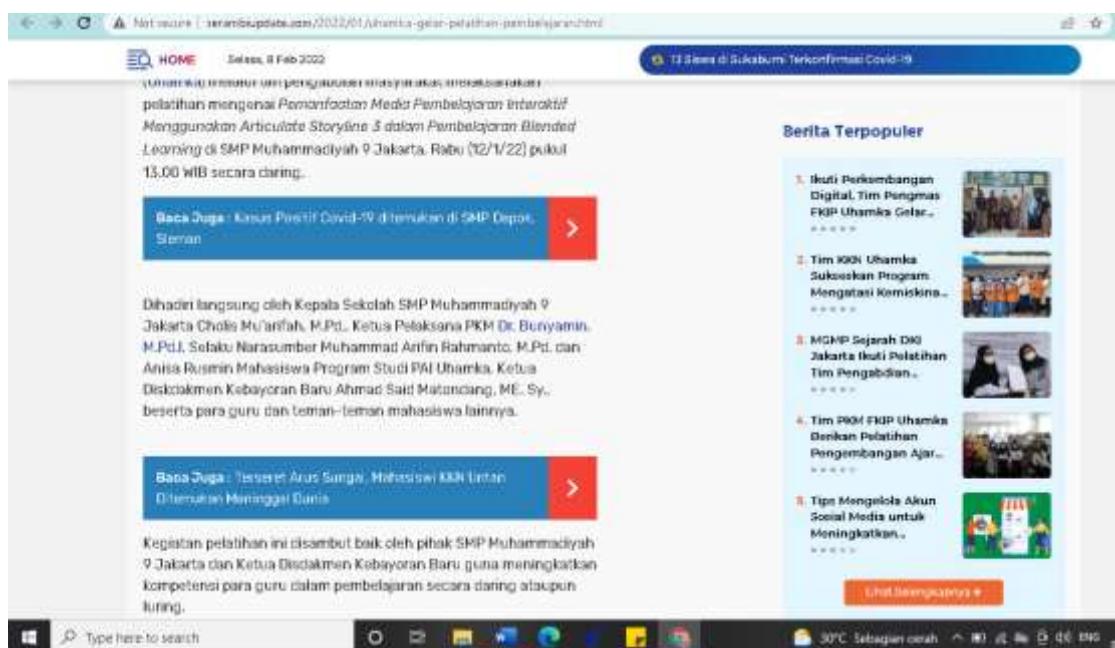 Not secure | serambiupdate.com/2022/01/uhamka-gelar-pelatihan-pembelajaran.html
HOME
Selasa, 8 Feb 2022
13 Siswa di Sukabumi Terkonfirmasi Covid-19
(Uhamka) melalui tim pengabdian masyarakat melaksanakan
pelatihan mengenai Pemanfaatan Media Pembelajaran Interaktif
Menggunakan Articulate Storyline 3 dalam Pembelajaran Blended
Learning di SMP Muhammadiyah 9 Jakarta, Rabu (12/1/22) pukul
13.00 WIB secara daring.
Baca Juga : Kasus Positif Covid-19 ditemukan di SMP Depok,
Sleman
Dihadiri langsung oleh Kepala Sekolah SMP Muhammadiyah 9
Jakarta Cholis Mu'arifah, M.Pd., Ketua Pelaksana PKM Dr. Bunyamin,
M.Pd.I, Selaku Narasumber Muhammad Arifin Rahmanto, M.Pd. dan
Anisa Rusmin Mahasiswa Program Studi PAI Uhamka, Ketua
Dikdakmen Kebayoran Baru Ahmad Said Matondang, ME. Sy.,
beserta para guru dan teman-teman mahasiswa lainnya.
Baca Juga : Terseret Arus Sungai, Mahasiswi KKN Untan
Ditemukan Meninggal Dunia
Kegiatan pelatihan ini disambut baik oleh pihak SMP Muhammadiyah
9 Jakarta dan Ketua Disdakmen Kebayoran Baru guna meningkatkan
kompetensi para guru dalam pembelajaran secara daring ataupun
luring.
Berita Terpopuler
1. Ikuti Perkembangan
Digital, Tim Pengmas
FKIP Uhamka Gelar...
2. Tim KKN Uhamka
Sukseskan Program
Mengatasi Kemiskina...
3. MGMP Sejarah DKI
Jakarta Ikuti Pelatihan
Tim Pengabdian...
4. Tim PKM FKIP Uhamka
Berikan Pelatihan
Pengembangan Ajar...
5. Tips Mengelola Akun
Sosial Media untuk
Meningkatkan...
Lihat Selengkapnya
Type here to search
30°C Sebagian cerah
ENG